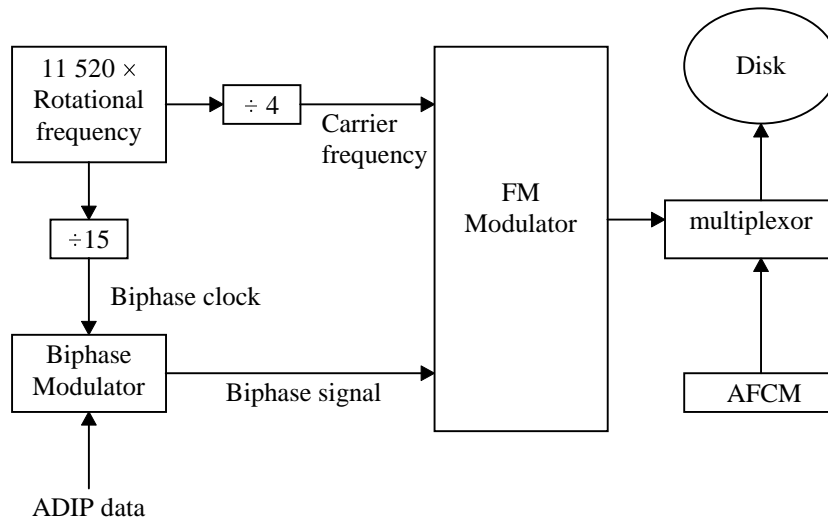 11 520 ×
Rotational
frequency
÷ 4
Carrier
frequency
Disk
FM
Modulator
multiplexor
÷15
Biphase clock
Biphase
Modulator
Biphase signal
AFCM
ADIP data